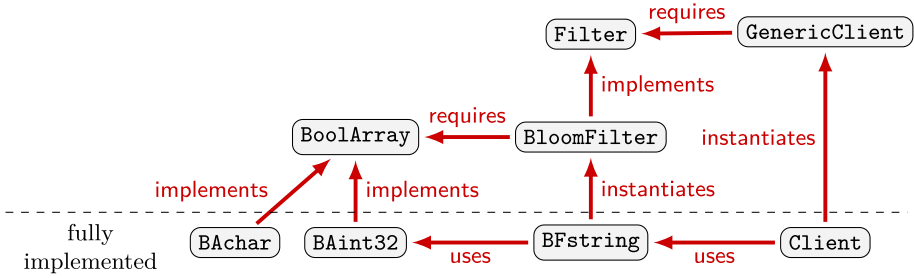 requires
Filter
GenericClient
implements
requires
BoolArray
BloomFilter
instantiates
implements
implements
instantiates
fully
implemented
BAchar
BAint32
BFstring
Client
uses
uses